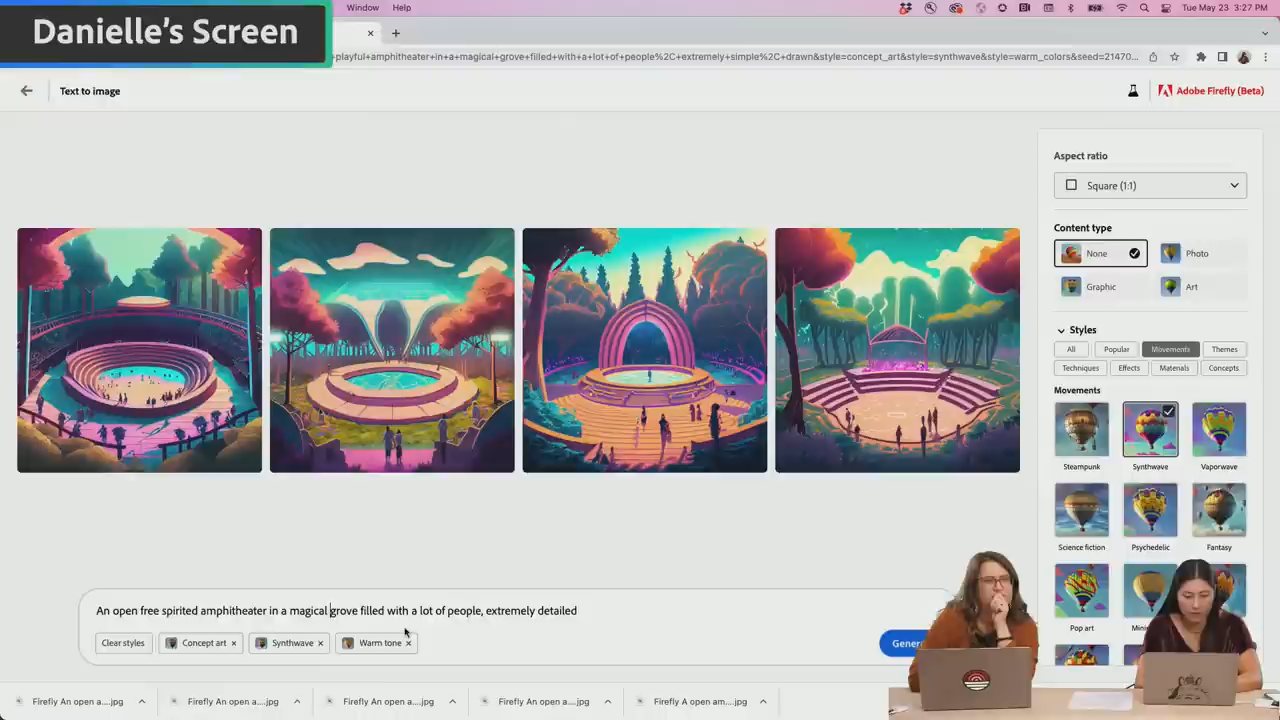 Danielle's Screen
Window Help
Tue May 23 3:27 PM
playful+amphitheater+in+a+magical+grove+filled+with+a+lot+of+people%2C+extremely+simple%2C+drawn&style=concept_art&style=synthwave&style=warm_colors&seed=21470...
Text to image
Adobe Firefly (Beta)
Aspect ratio
Square (1:1)
Content type
None
Photo
Graphic
Art
Styles
All
Popular
Movements
Themes
Techniques
Effects
Materials
Concepts
Movements
Steampunk
Synthwave
Vaporwave
Science fiction
Psychedelic
Fantasy
Pop art
An open free spirited amphitheater in a magical grove filled with a lot of people, extremely detailed
Clear styles
Concept art
Synthwave
Warm tone
Firefly An open a....jpg
Firefly An open a....jpg
Firefly An open a....jpg
Firefly An open a....jpg
Firefly A open am....jpg